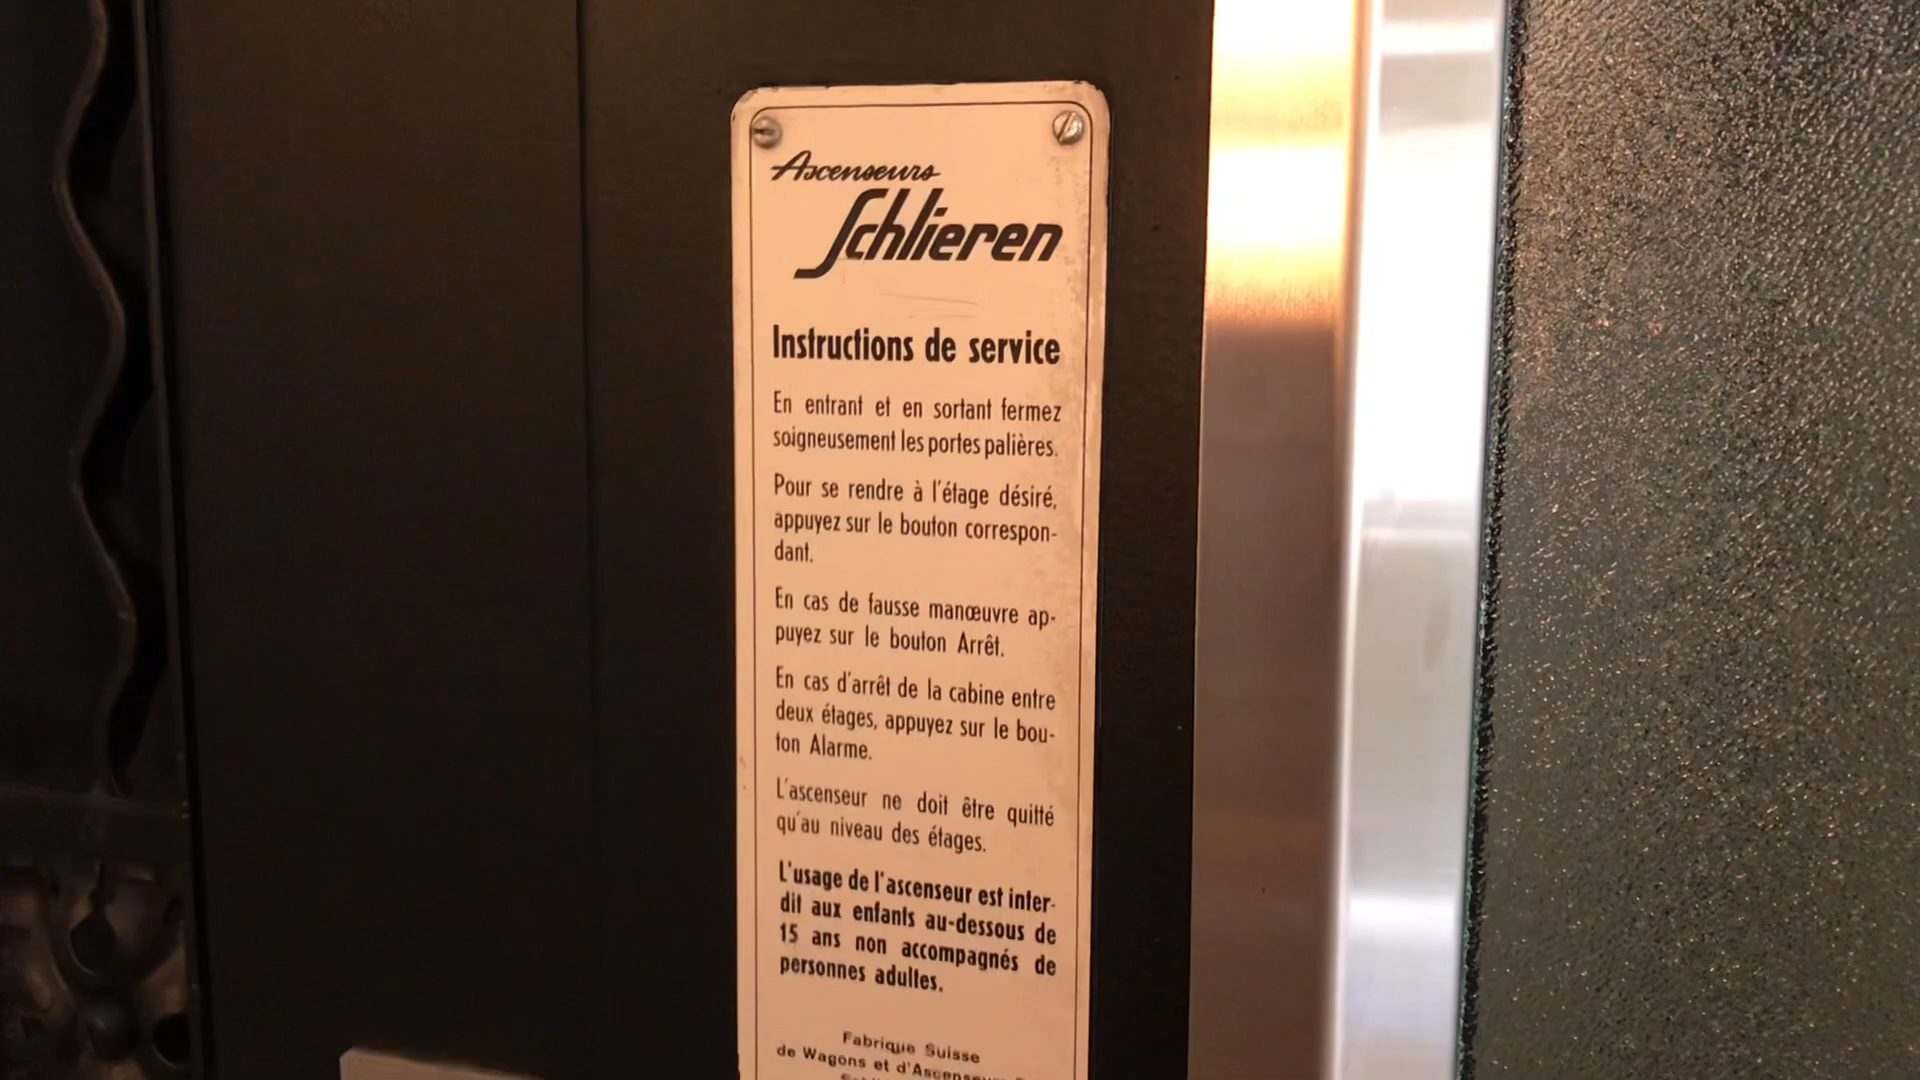 Ascenseurs
Schlieren
Instructions de service
En entrant et en sortant fermez
soigneusement les portes palières.
Pour se rendre à l'étage désiré,
appuyez sur le bouton correspon-
dant.
En cas de fausse manœuvre ap-
puyez sur le bouton Arrêt.
En cas d'arrêt de la cabine entre
deux étages, appuyez sur le bou-
ton Alarme.
L'ascenseur ne doit être quitté
qu'au niveau des étages.
L'usage de l'ascenseur est inter-
dit aux enfants au-dessous de
15 ans non accompagnés de
personnes adultes.
Fabrique Suisse
de Wagons et